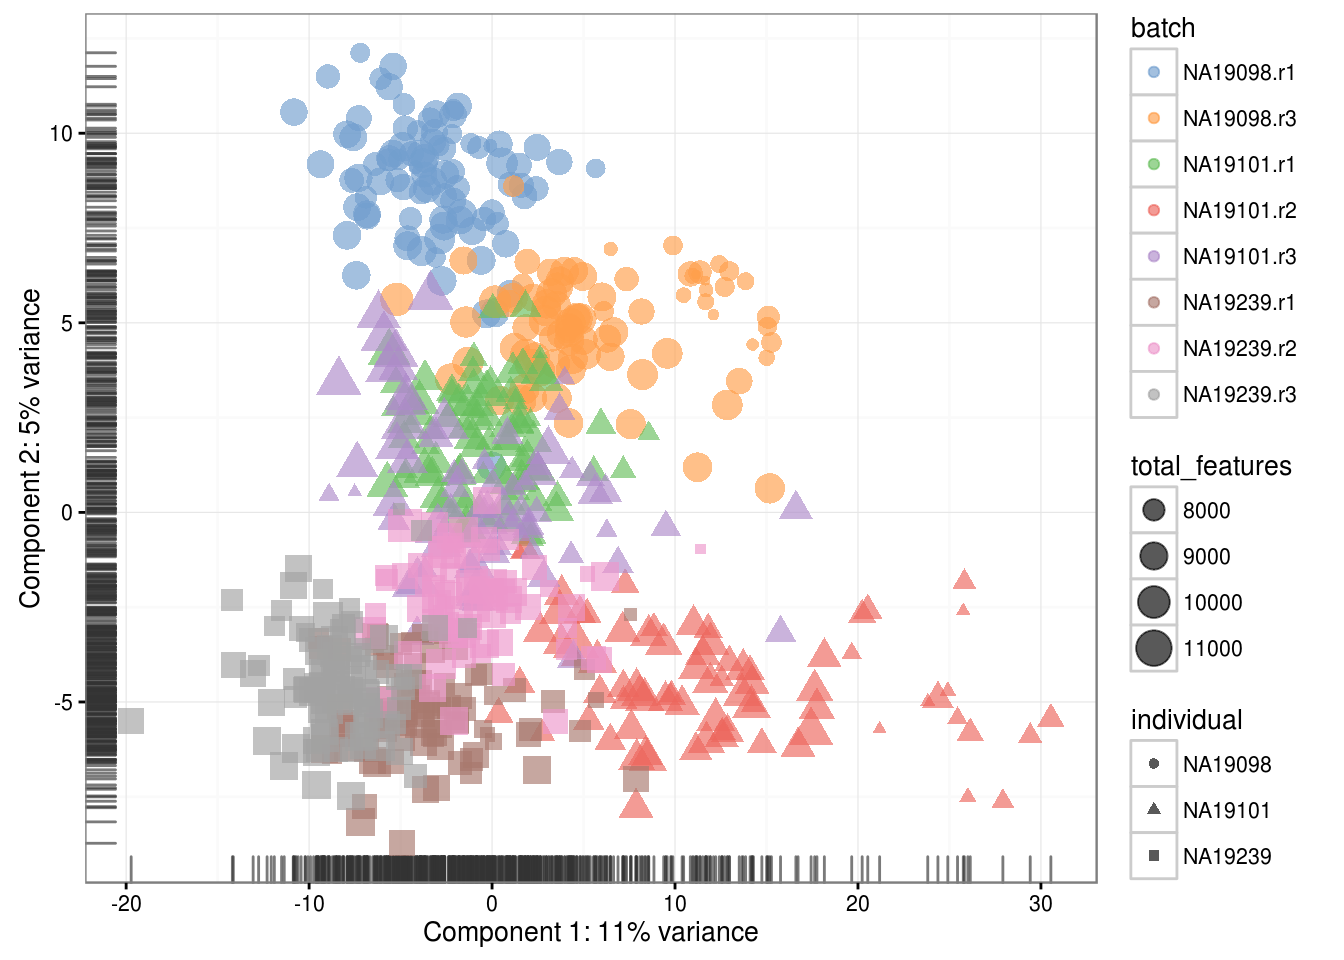 batch
NA19098.r1
NA19098.r3
NA19101.r1
NA19101.r2
NA19101.r3
NA19239.r1
NA19239.r2
NA19239.r3
total_features
8000
9000
10000
11000
individual
NA19098
NA19101
NA19239
10
5
0
-5
Component 2: 5% variance
-20
-10
0
10
20
30
Component 1: 11% variance